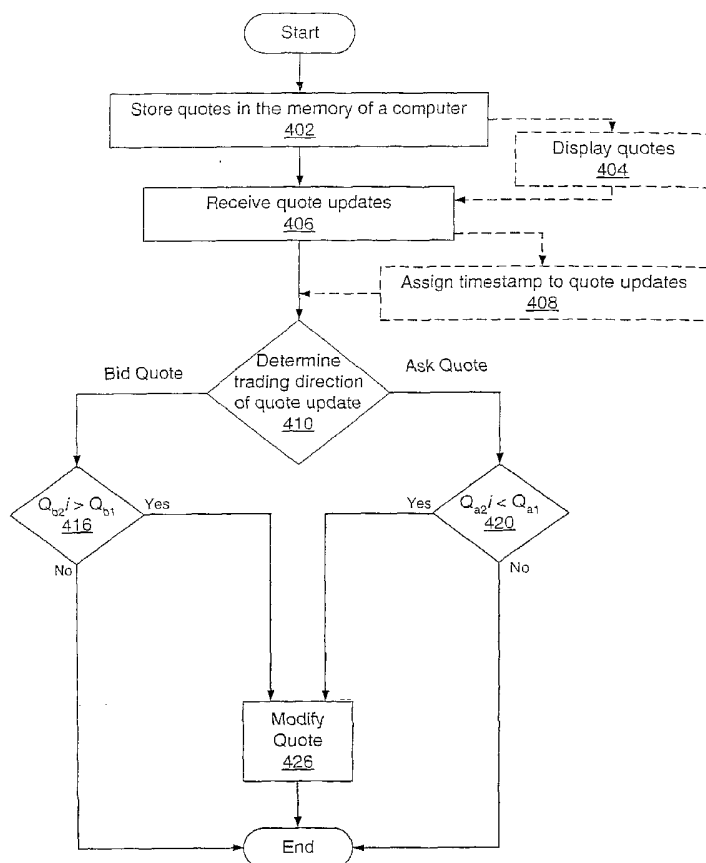 Start
Store quotes in the memory of a computer
402
Display quotes
404
Receive quote updates
406
Assign timestamp to quote updates
408
Determine
trading direction
of quote update
410
Bid Quote
Ask Quote
Q_b2 i > Q_b1
416
Yes
No
Q_a2 i < Q_a1
420
Yes
No
Modify
Quote
426
End